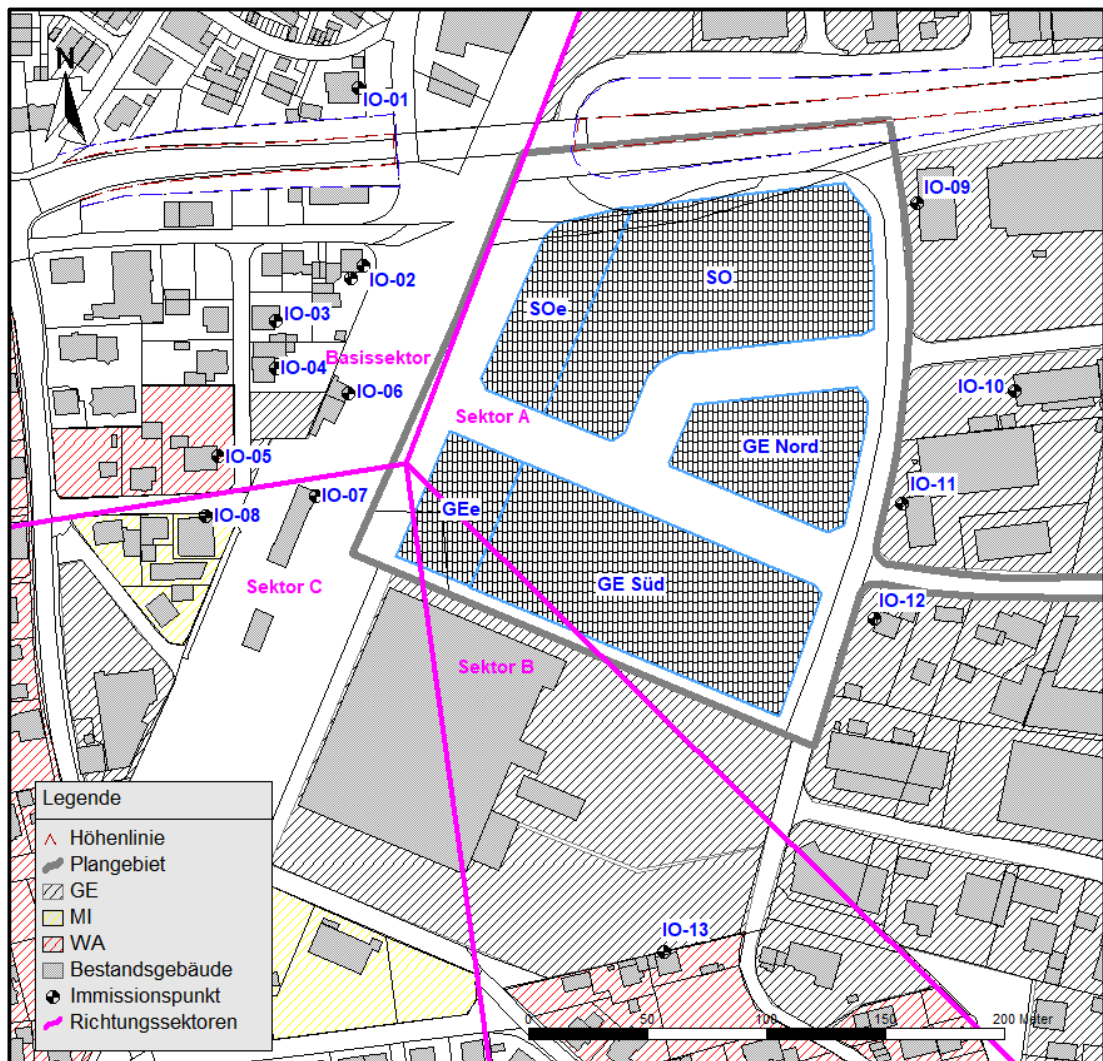 N
IO-01
IO-09
IO-02
SO
SOe
IO-03
Basissektor
IO-04
IO-10
IO-06
Sektor A
GE Nord
IO-05
IO-07
IO-11
GEe
IO-08
Sektor C
GE Süd
IO-12
Sektor B
Legende
Höhenlinie
Plangebiet
GE
MI
WA
Bestandsgebäude
Immissionspunkt
Richtungssektoren
IO-13
0 50 100 150 200 Meter